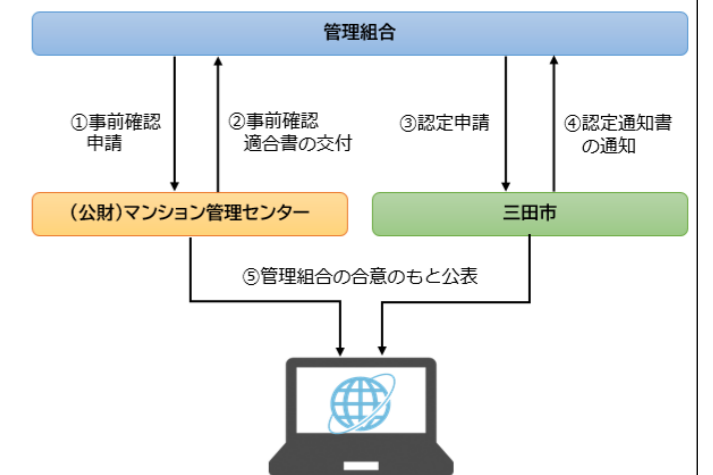 管理組合
①事前確認
申請
②事前確認
適合書の交付
③認定申請
④認定通知書
の通知
(公財)マンション管理センター
三田市
⑤管理組合の合意のもと公表